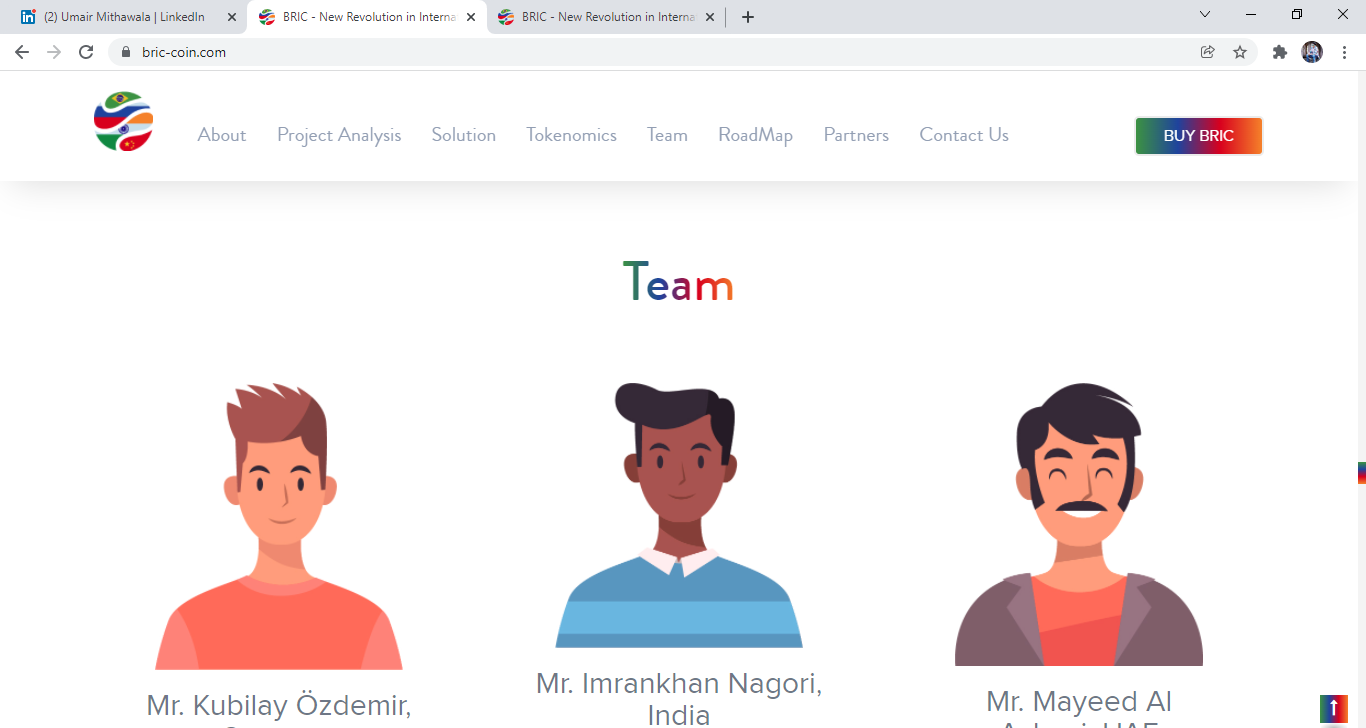 (2) Umair Mithawala | LinkedIn
BRIC - New Revolution in Interna
BRIC - New Revolution in Interna
bric-coin.com
About Project Analysis Solution Tokenomics Team RoadMap Partners Contact Us
BUY BRIC
Team
Mr. Kubilay Özdemir,
Mr. Imrankhan Nagori,
India
Mr. Mayeed Al